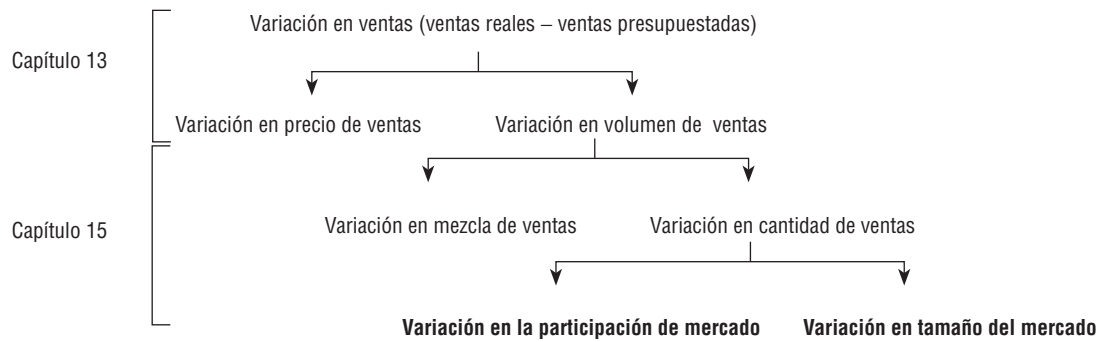 Variación en ventas (ventas reales – ventas presupuestadas)
Capítulo 13
Variación en precio de ventas
Variación en volumen de ventas
Capítulo 15
Variación en mezcla de ventas
Variación en cantidad de ventas
Variación en la participación de mercado
Variación en tamaño del mercado